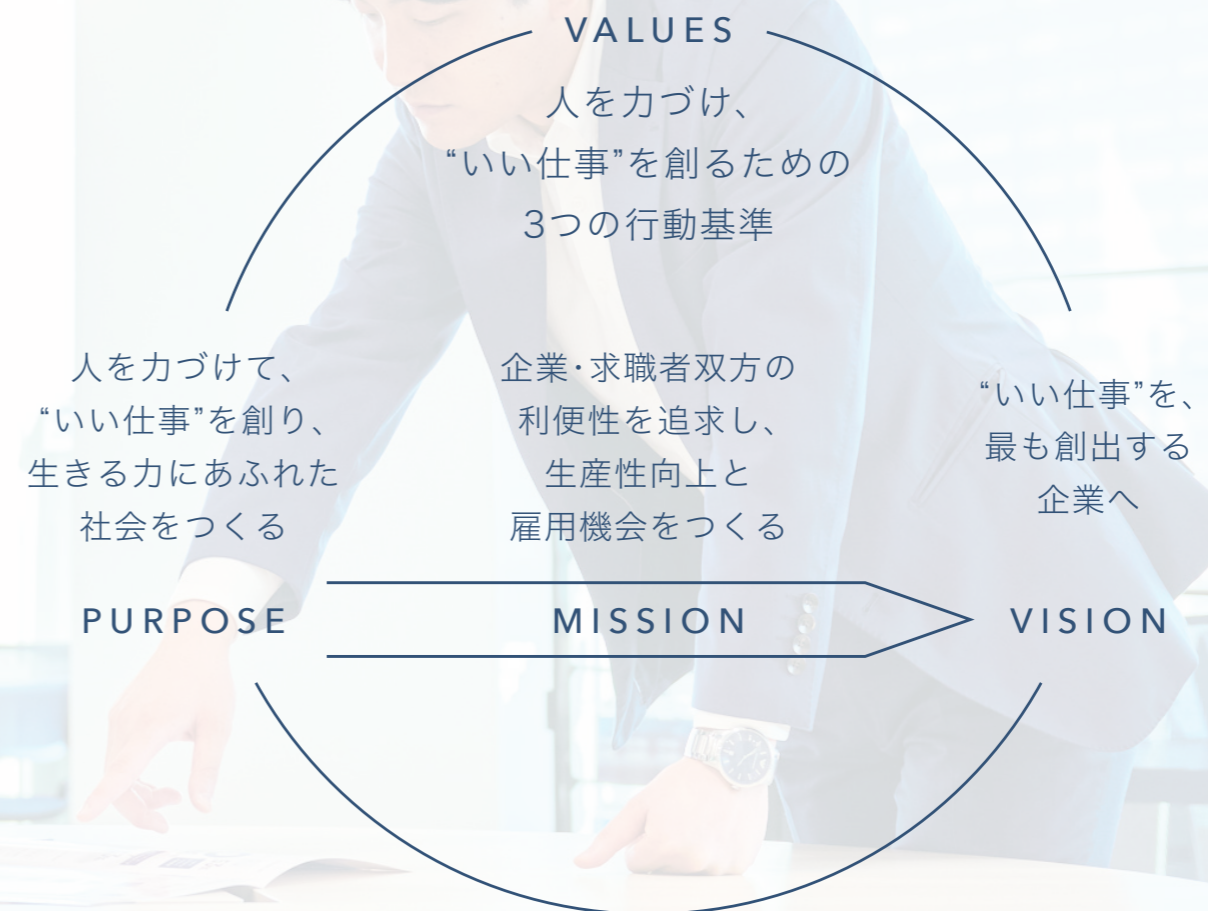 VALUES
人を力づけ、
“いい仕事”を創るための
3つの行動基準
人を力づけて、
“いい仕事”を創り、
生きる力にあふれた
社会をつくる
PURPOSE
企業・求職者双方の
利便性を追求し、
生産性向上と
雇用機会をつくる
MISSION
“いい仕事”を、
最も創出する
企業へ
VISION